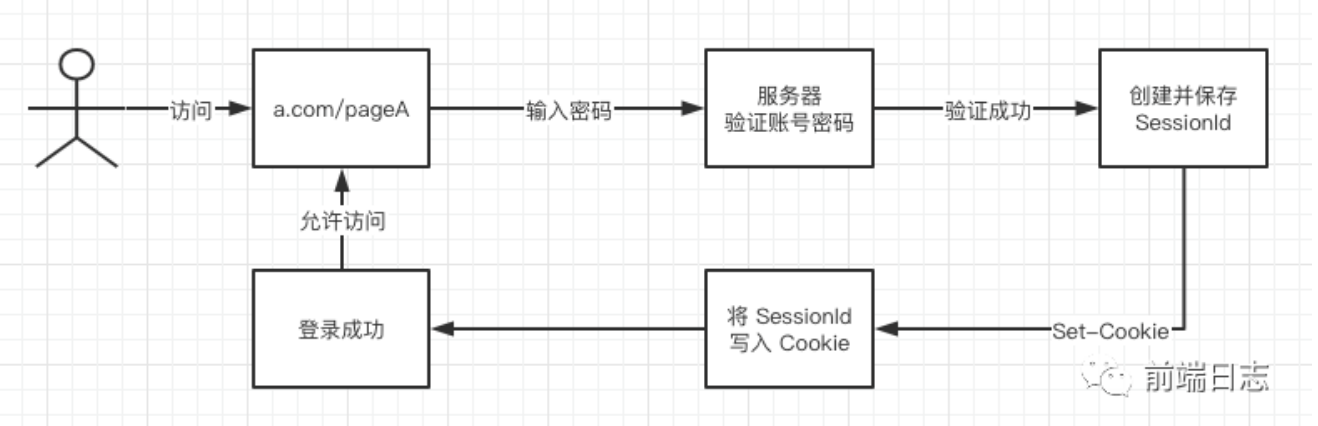 访问
a.com/pageA
输入密码
服务器
验证账号密码
验证成功
创建并保存
SessionId
Set-Cookie
将 SessionId
写入 Cookie
登录成功
允许访问
前端日志